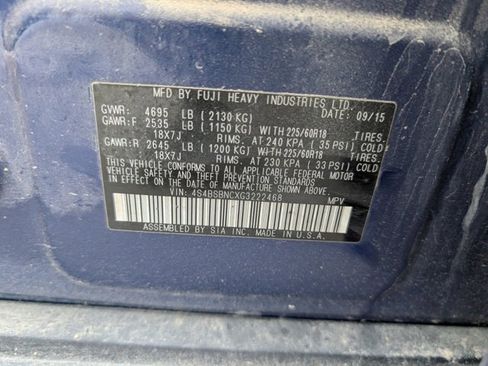 MFD BY FUJI HEAVY INDUSTRIES LTD. DATE: 09/15
GVWR: 4695 LB ( 2130 KG)
GAWR:F 2535 LB ( 1150 KG) WITH 225/60R18 TIRES,
18X7J RIMS, AT 240 KPA ( 35 PSI) COLD
GAWR:R 2645 LB ( 1200 KG) WITH 225/60R18 TIRES,
18X7J RIMS, AT 230 KPA ( 33 PSI) COLD
THIS VEHICLE CONFORMS TO ALL APPLICABLE FEDERAL MOTOR
VEHICLE SAFETY AND THEFT PREVENTION STANDARDS IN EFFECT
ON THE DATE OF MANUFACTURE SHOWN ABOVE.
VIN: 4S4BSBNCXG3222468 MPV
ASSEMBLED BY SIA INC. MADE IN U.S.A.